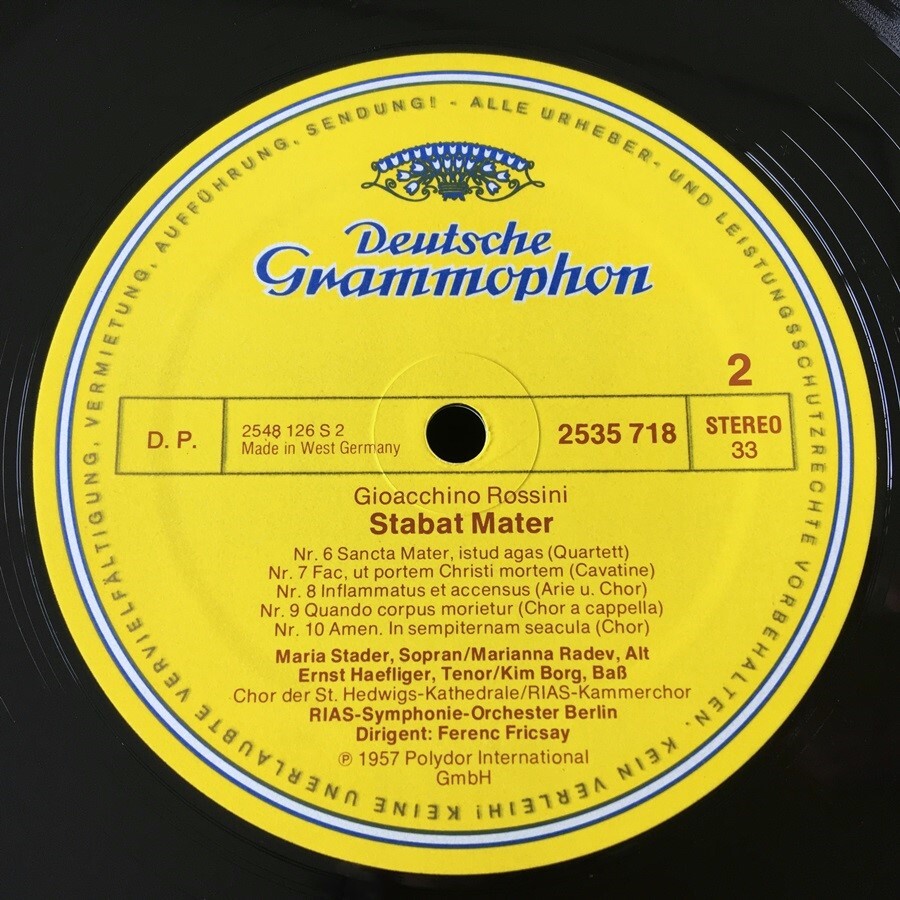 ALLE URHEBER- UND LEISTUNGSSCHUTZRECHTE VORBEHALTEN. KEIN VERLEIH! KEINE UNERLAUBTE VERVIELFÄLTIGUNG, VERMIETUNG, AUFFÜHRUNG, SENDUNG! -
Deutsche
Grammophon
2
D. P.
2548 126 S 2
Made in West Germany
2535 718
STEREO
33
Gioacchino Rossini
Stabat Mater
Nr. 6 Sancta Mater, istud agas (Quartett)
Nr. 7 Fac, ut portem Christi mortem (Cavatine)
Nr. 8 Inflammatus et accensus (Arie u. Chor)
Nr. 9 Quando corpus morietur (Chor a cappella)
Nr. 10 Amen. In sempiternam seacula (Chor)
Maria Stader, Sopran/Marianna Radev, Alt
Ernst Haefliger, Tenor/Kim Borg, Baß
Chor der St. Hedwigs-Kathedrale/RIAS-Kammerchor
RIAS-Symphonie-Orchester Berlin
Dirigent: Ferenc Fricsay
℗ 1957 Polydor International
GmbH